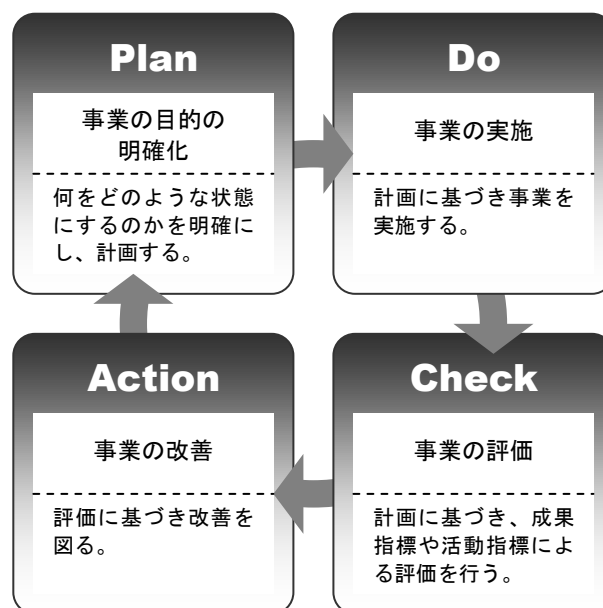 Plan
事業の目的の
明確化
何をどのような状態
にするのかを明確に
し、計画する。
Do
事業の実施
計画に基づき事業を
実施する。
Action
事業の改善
評価に基づき改善を
図る。
Check
事業の評価
計画に基づき、成果
指標や活動指標によ
る評価を行う。